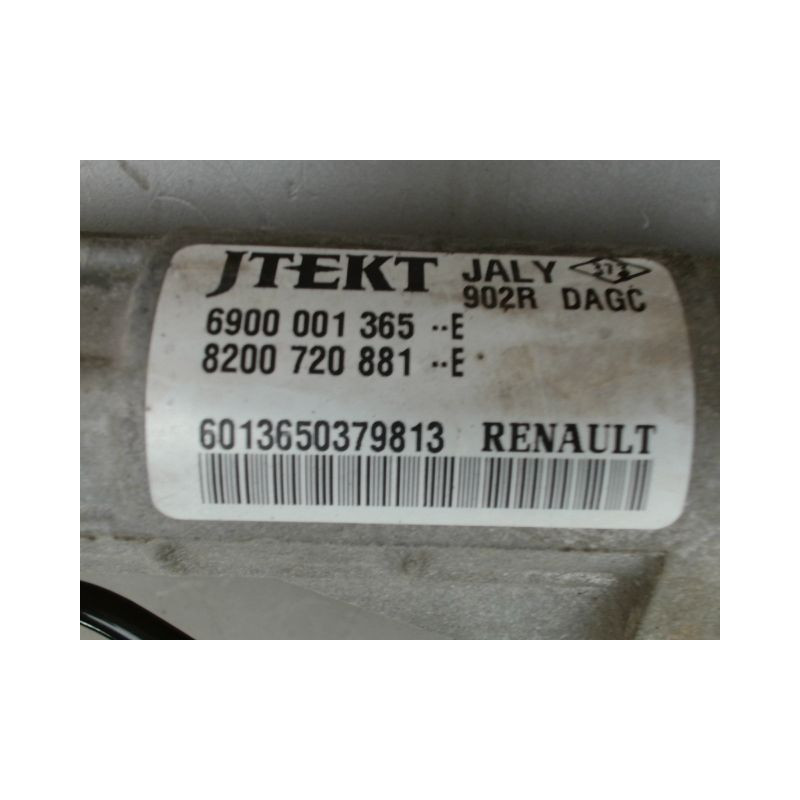 JTEKT JALY
902R DAGC
6900 001 365 ··E
8200 720 881 ··E
6013650379813 RENAULT